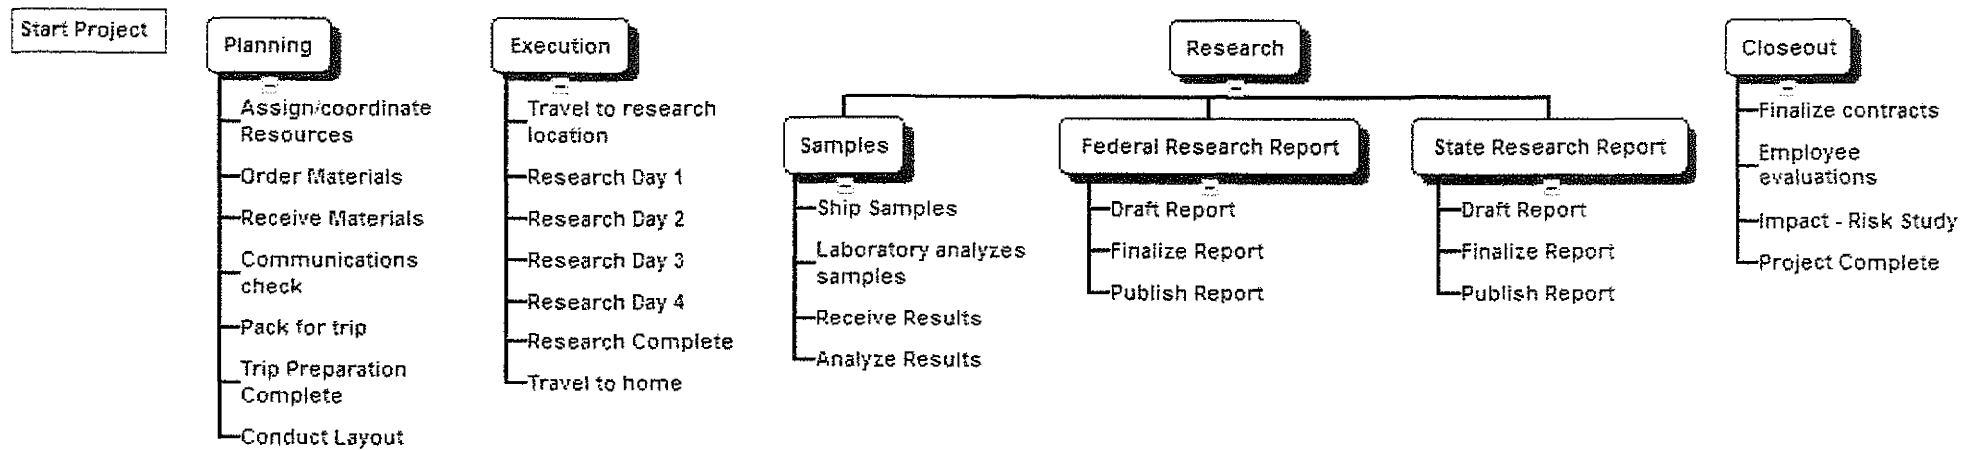 Start Project
Planning
Assign/coordinate
Resources
Order Materials
Receive Materials
Communications
check
Pack for trip
Trip Preparation
Complete
Conduct Layout
Execution
Travel to research
location
Research Day 1
Research Day 2
Research Day 3
Research Day 4
Research Complete
Travel to home
Research
Samples
Ship Samples
Laboratory analyzes
samples
Receive Results
Analyze Results
Federal Research Report
Draft Report
Finalize Report
Publish Report
State Research Report
Draft Report
Finalize Report
Publish Report
Closeout
Finalize contracts
Employee
evaluations
Impact - Risk Study
Project Complete